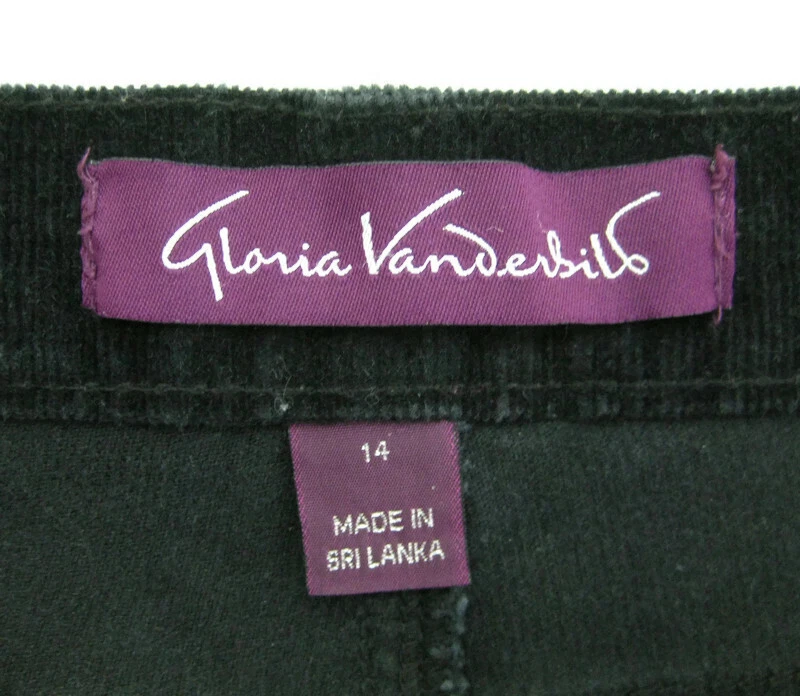 Gloria Vanderbilt
14
MADE IN
SRI LANKA